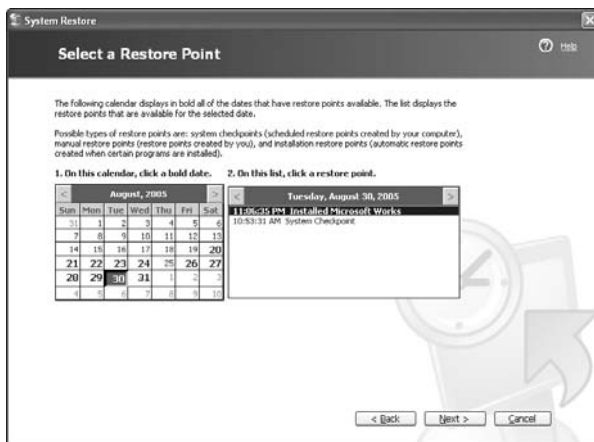 System Restore
Select a Restore Point
Help
The following calendar displays in bold all of the dates that have restore points available. The list displays the
restore points that are available for the selected date.
Possible types of restore points are: system checkpoints (scheduled restore points created by your computer),
manual restore points (restore points created by you), and installation restore points (automatic restore points
created when certain programs are installed).
1. On this calendar, click a bold date.
2. On this list, click a restore point.
< August, 2005 >
Sun Mon Tue Wed Thu Fri Sat
31 1 2 3 4 5 6
7 8 9 10 11 12 13
14 15 16 17 18 19 20
21 22 23 24 25 26 27
28 29 30 31 1 2 3
4 5 6 7 8 9 10
< Tuesday, August 30, 2005 >
11:06:35 PM Installed Microsoft Works
10:53:31 AM System Checkpoint
< Back
Next >
Cancel